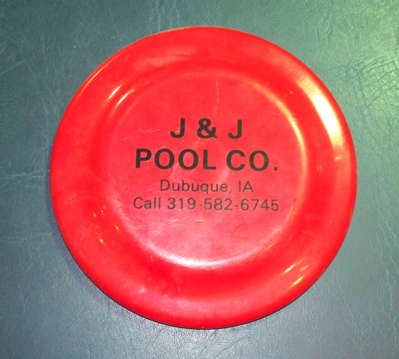 J & J
POOL CO.
Dubuque, IA
Call 319-582-6745